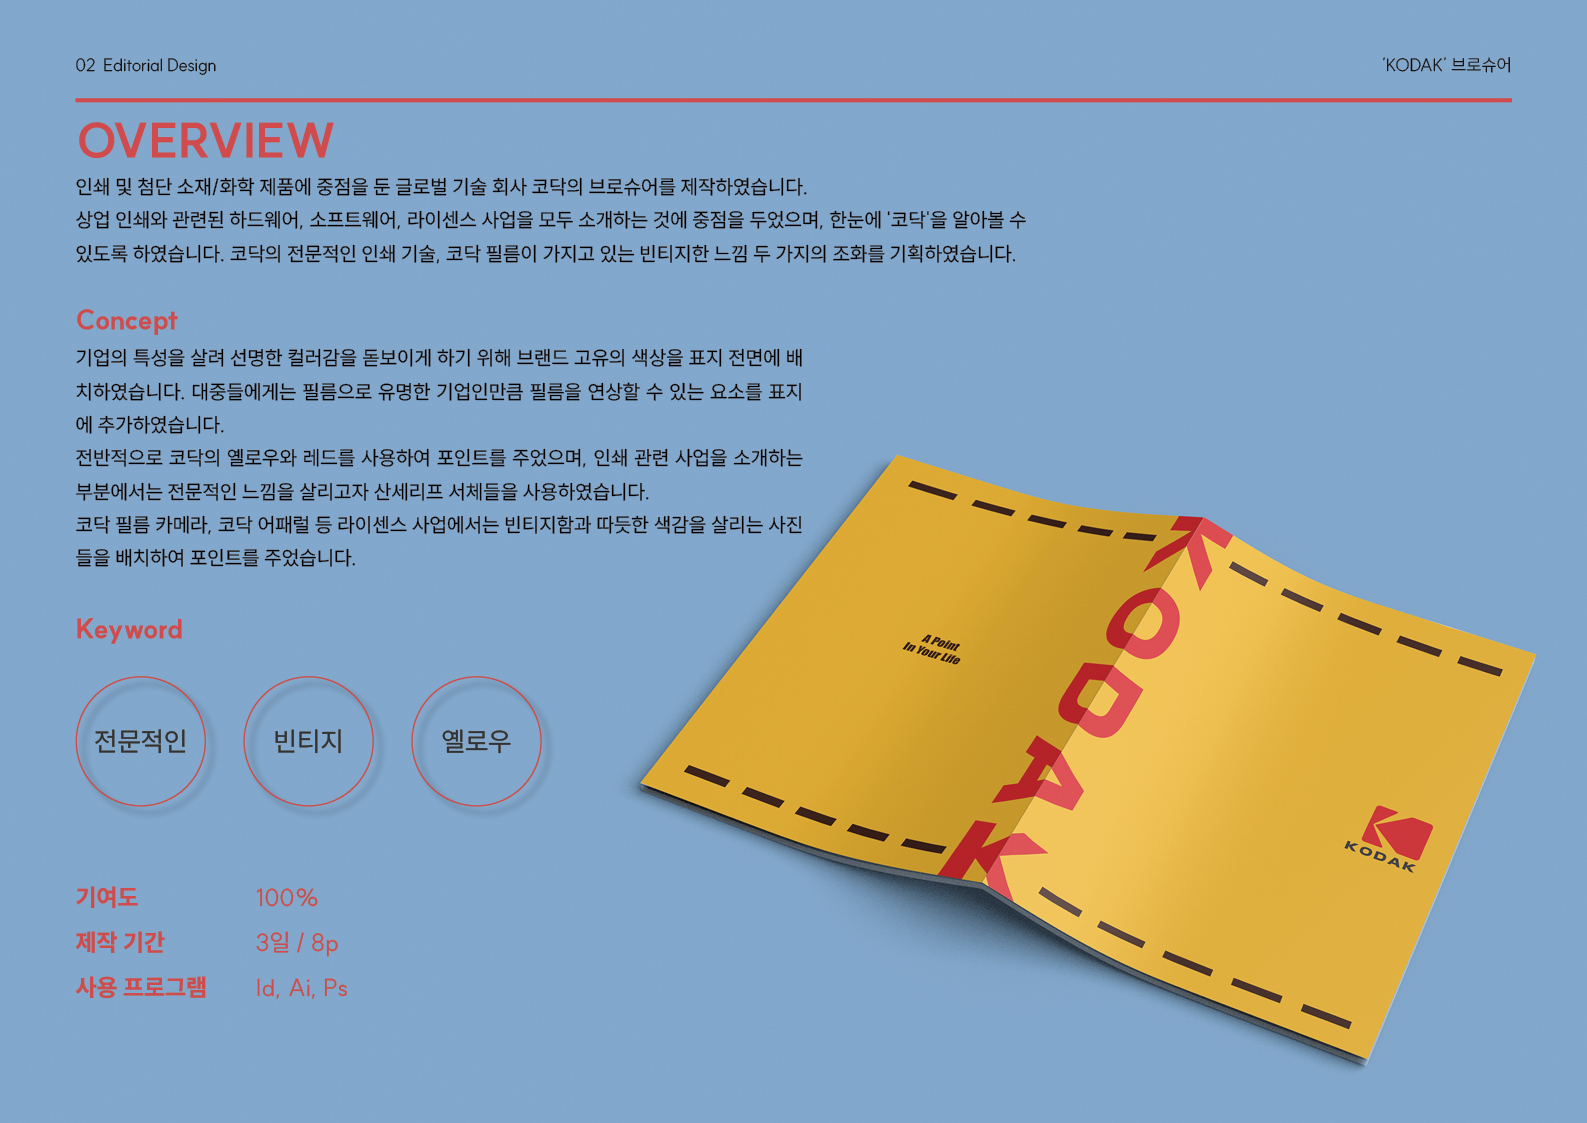 02 Editorial Design
'KODAK' 브로슈어
OVERVIEW
인쇄 및 첨단 소재/화학 제품에 중점을 둔 글로벌 기술 회사 코닥의 브로슈어를 제작하였습니다.
상업 인쇄와 관련된 하드웨어, 소프트웨어, 라이센스 사업을 모두 소개하는 것에 중점을 두었으며, 한눈에 '코닥'을 알아볼 수
있도록 하였습니다. 코닥의 전문적인 인쇄 기술, 코닥 필름이 가지고 있는 빈티지한 느낌 두 가지의 조화를 기획하였습니다.
Concept
기업의 특성을 살려 선명한 컬러감을 돋보이게 하기 위해 브랜드 고유의 색상을 표지 전면에 배
치하였습니다. 대중들에게는 필름으로 유명한 기업인만큼 필름을 연상할 수 있는 요소를 표지
에 추가하였습니다.
전반적으로 코닥의 옐로우와 레드를 사용하여 포인트를 주었으며, 인쇄 관련 사업을 소개하는
부분에서는 전문적인 느낌을 살리고자 산세리프 서체들을 사용하였습니다.
코닥 필름 카메라, 코닥 어패럴 등 라이센스 사업에서는 빈티지함과 따듯한 색감을 살리는 사진
들을 배치하여 포인트를 주었습니다.
Keyword
전문적인
빈티지
옐로우
기여도 100%
제작 기간 3일 / 8p
사용 프로그램 Id, Ai, Ps
A Point
In Your Life
KODAK
KODAK